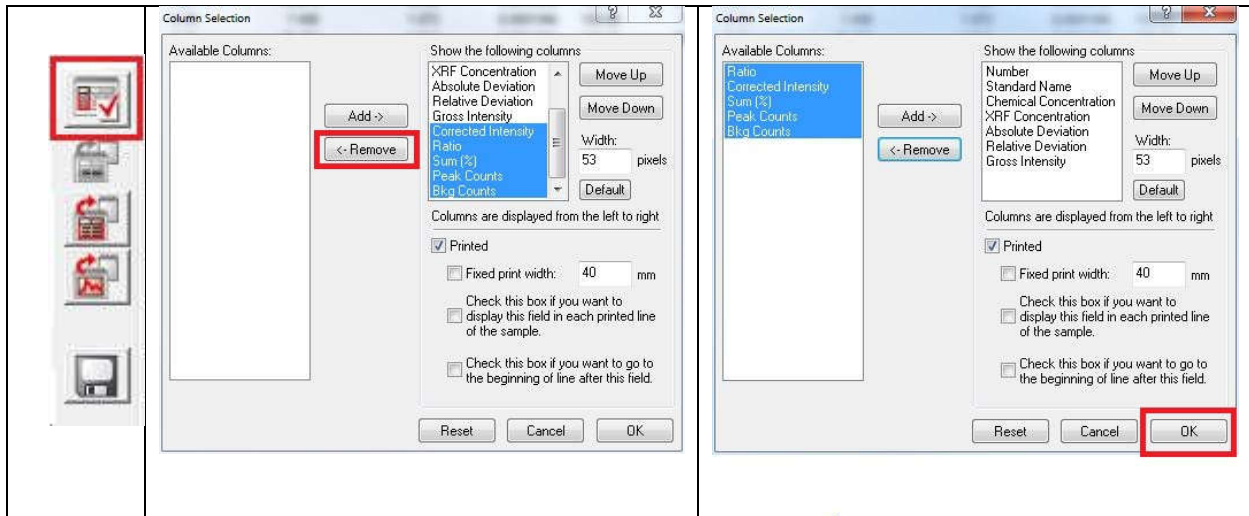 Column Selection
Available Columns:
Add ->
<- Remove
Show the following columns
XRF Concentration
Absolute Deviation
Relative Deviation
Gross Intensity
Corrected Intensity
Ratio
Sum (%)
Peak Counts
Bkg Counts
Move Up
Move Down
Width:
53 pixels
Default
Columns are displayed from the left to right
Printed
Fixed print width: 40 mm
Check this box if you want to
display this field in each printed line
of the sample.
Check this box if you want to go to
the beginning of line after this field.
Reset Cancel OK
Column Selection
Available Columns:
Ratio
Corrected Intensity
Sum (%)
Peak Counts
Bkg Counts
Add ->
<- Remove
Show the following columns
Number
Standard Name
Chemical Concentration
XRF Concentration
Absolute Deviation
Relative Deviation
Gross Intensity
Move Up
Move Down
Width:
53 pixels
Default
Columns are displayed from the left to right
Printed
Fixed print width: 40 mm
Check this box if you want to
display this field in each printed line
of the sample.
Check this box if you want to go to
the beginning of line after this field.
Reset Cancel OK